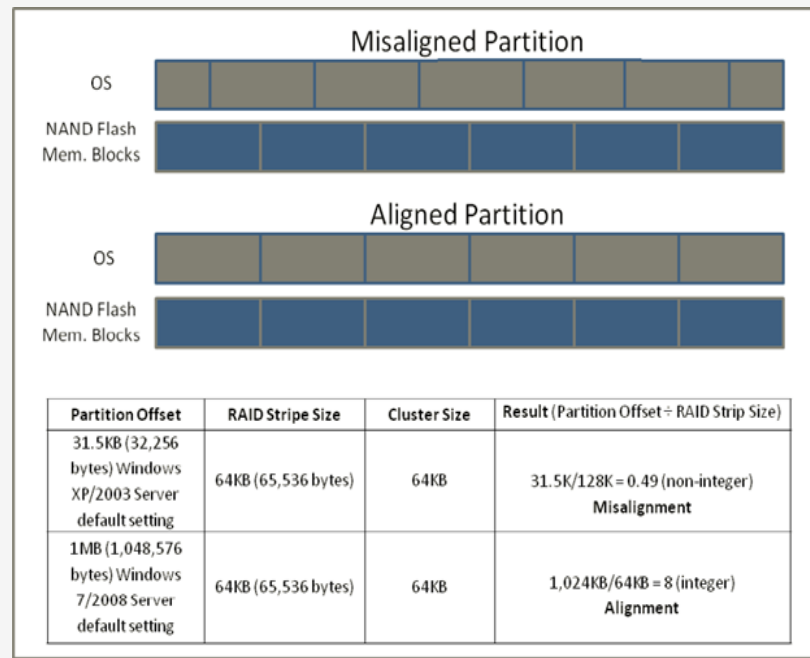 Misaligned Partition
OS
NAND Flash
Mem. Blocks
Aligned Partition
OS
NAND Flash
Mem. Blocks
Partition Offset
RAID Stripe Size
Cluster Size
Result (Partition Offset ÷ RAID Strip Size)
31.5KB (32,256
bytes) Windows
XP/2003 Server
default setting
64KB (65,536 bytes)
64KB
31.5K/128K = 0.49 (non-integer)
Misalignment
1MB (1,048,576
bytes) Windows
7/2008 Server
default setting
64KB (65,536 bytes)
64KB
1,024KB/64KB = 8 (integer)
Alignment